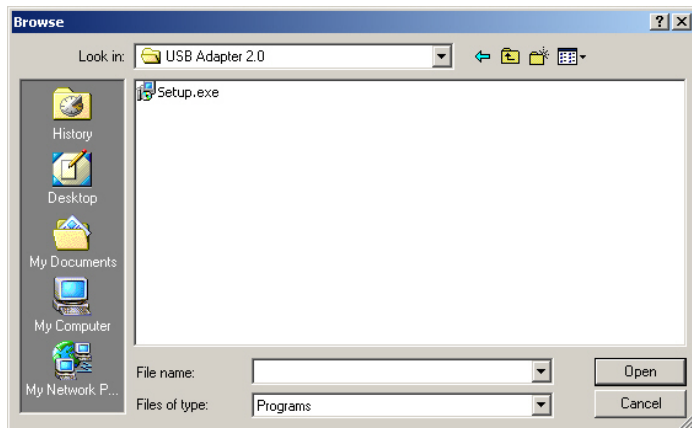 Browse
Look in: USB Adapter 2.0
History
Desktop
My Documents
My Computer
My Network P...
Setup.exe
File name:
Open
Files of type: Programs
Cancel